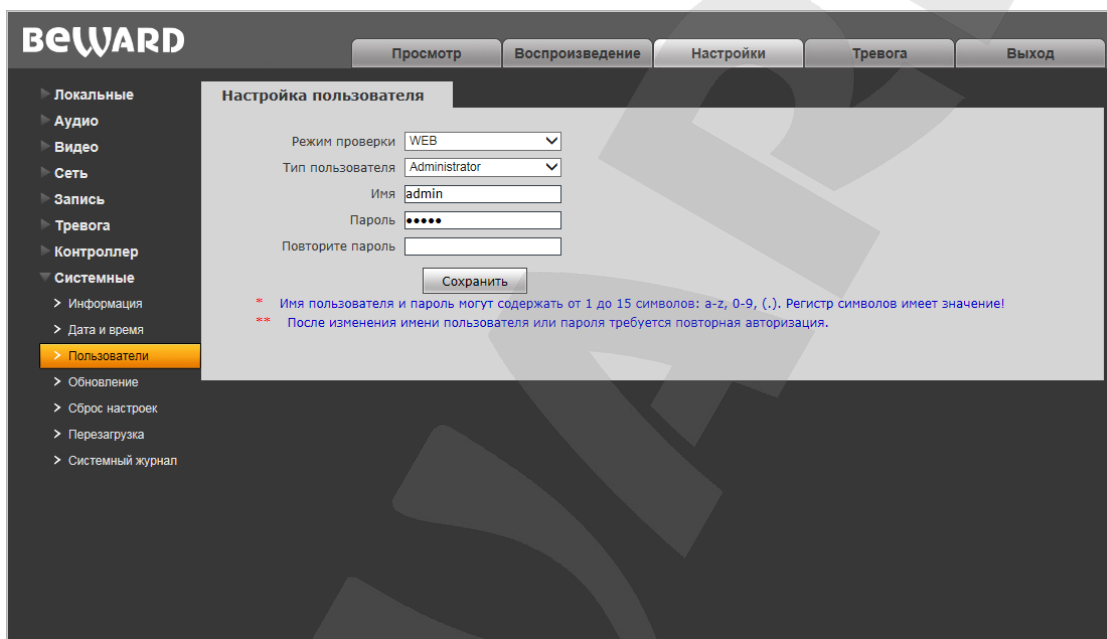 BEWARD
Просмотр Воспроизведение Настройки Тревога Выход
Локальные
Аудио
Видео
Сеть
Запись
Тревога
Контроллер
Системные
> Информация
> Дата и время
> Пользователи
> Обновление
> Сброс настроек
> Перезагрузка
> Системный журнал
Настройка пользователя
Режим проверки WEB
Тип пользователя Administrator
Имя admin
Пароль •••••
Повторите пароль
Сохранить
* Имя пользователя и пароль могут содержать от 1 до 15 символов: a-z, 0-9, (.). Регистр символов имеет значение!
** После изменения имени пользователя или пароля требуется повторная авторизация.